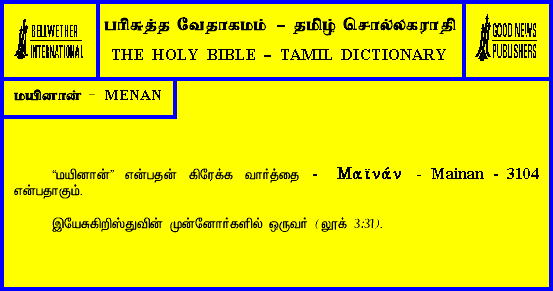 BELLWETHER
INTERNATIONAL
பரிசுத்த வேதாகமம் – தமிழ் சொல்லகராதி
THE HOLY BIBLE – TAMIL DICTIONARY
GOOD NEWS
PUBLISHERS
மயினான் - MENAN
“மயினான்” என்பதன் கிரேக்க வார்த்தை - Μαϊνάν - Mainan - 3104
என்பதாகும்.
இயேசுகிறிஸ்துவின் முன்னோர்களில் ஒருவர் (லூக் 3:31).